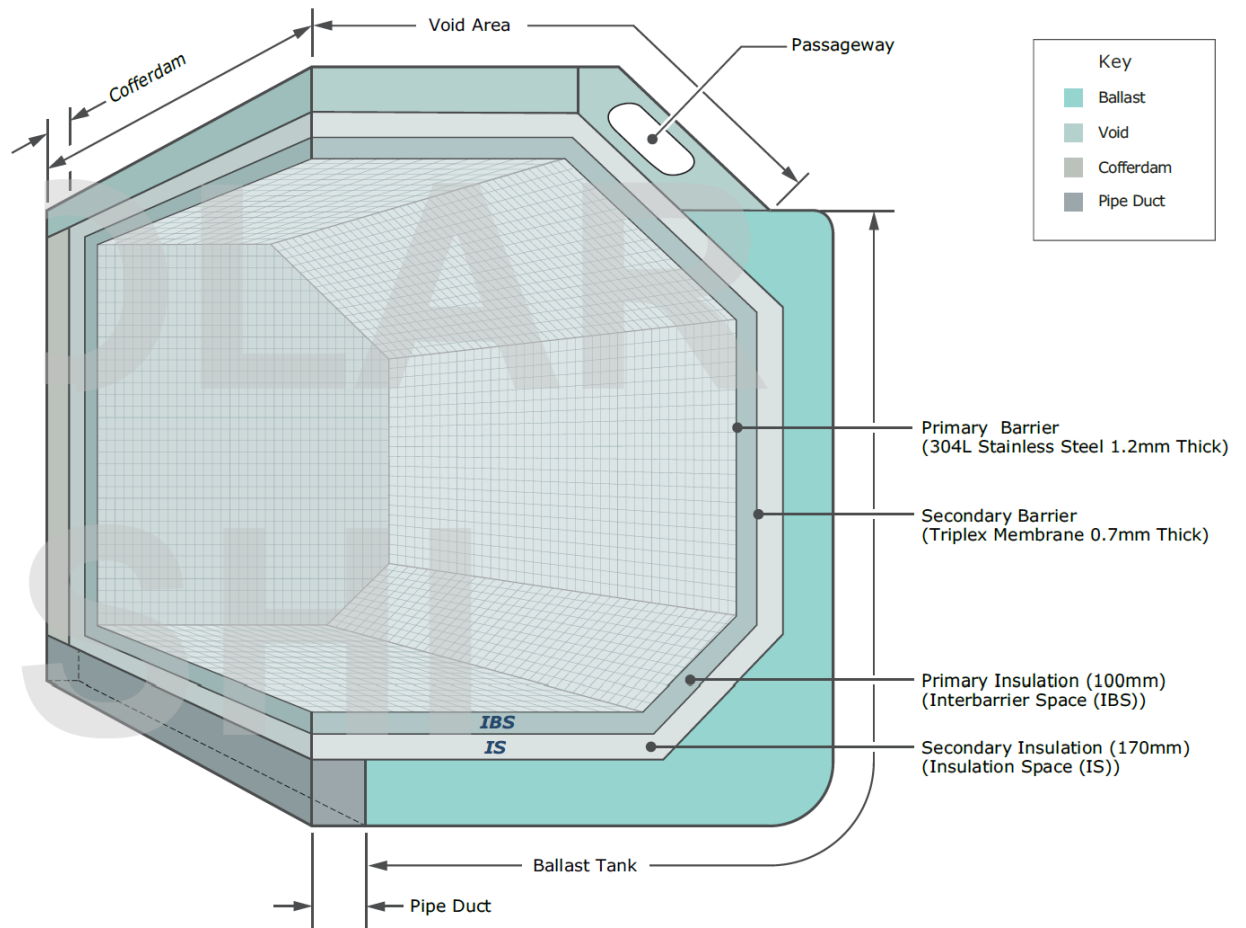 Void Area
Passageway
Cofferdam
Key
Ballast
Void
Cofferdam
Pipe Duct
Primary Barrier
(304L Stainless Steel 1.2mm Thick)
Secondary Barrier
(Triplex Membrane 0.7mm Thick)
Primary Insulation (100mm)
(Interbarrier Space (IBS))
IBS
IS
Secondary Insulation (170mm)
(Insulation Space (IS))
Ballast Tank
Pipe Duct
OLAR
SHI